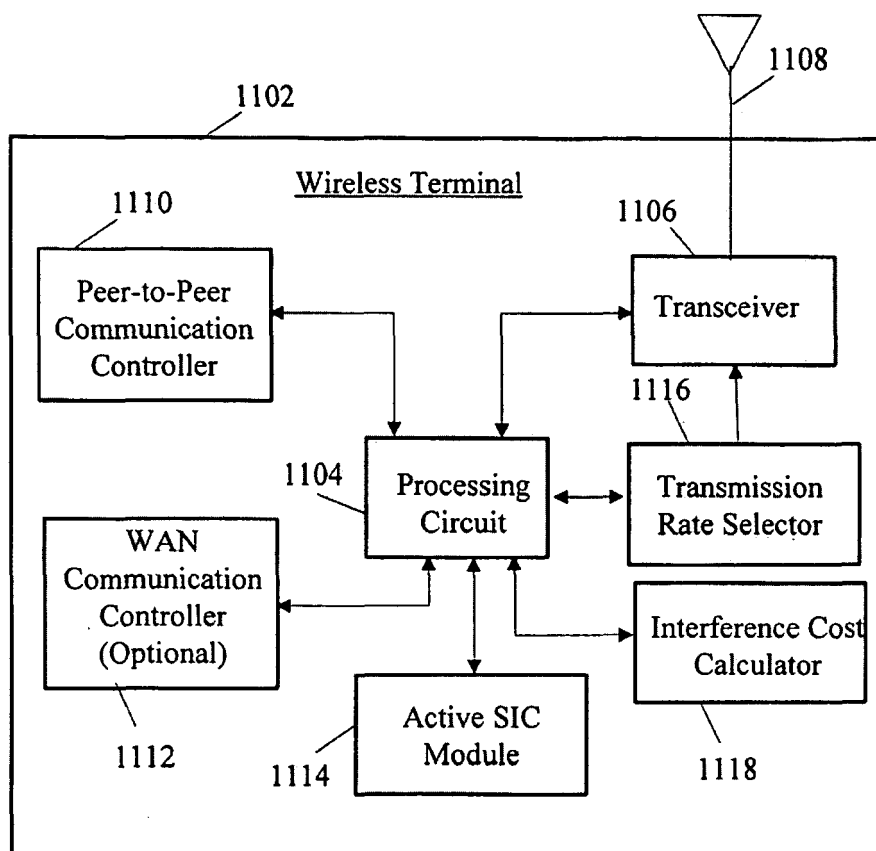 1108
1102
Wireless Terminal
1110
1106
Peer-to-Peer
Communication
Controller
Transceiver
1116
1104
Processing
Circuit
Transmission
Rate Selector
WAN
Communication
Controller
(Optional)
Interference Cost
Calculator
Active SIC
Module
1112
1114
1118